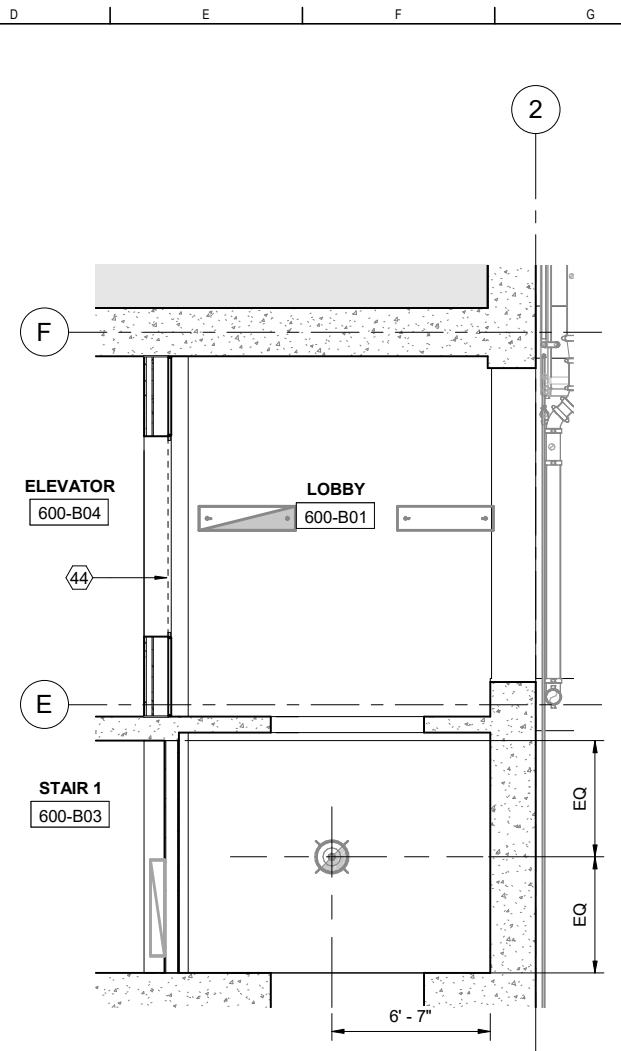 D E F G
2
F
ELEVATOR
600-B04
LOBBY
600-B01
44
E
STAIR 1
600-B03
EQ
EQ
6' - 7"